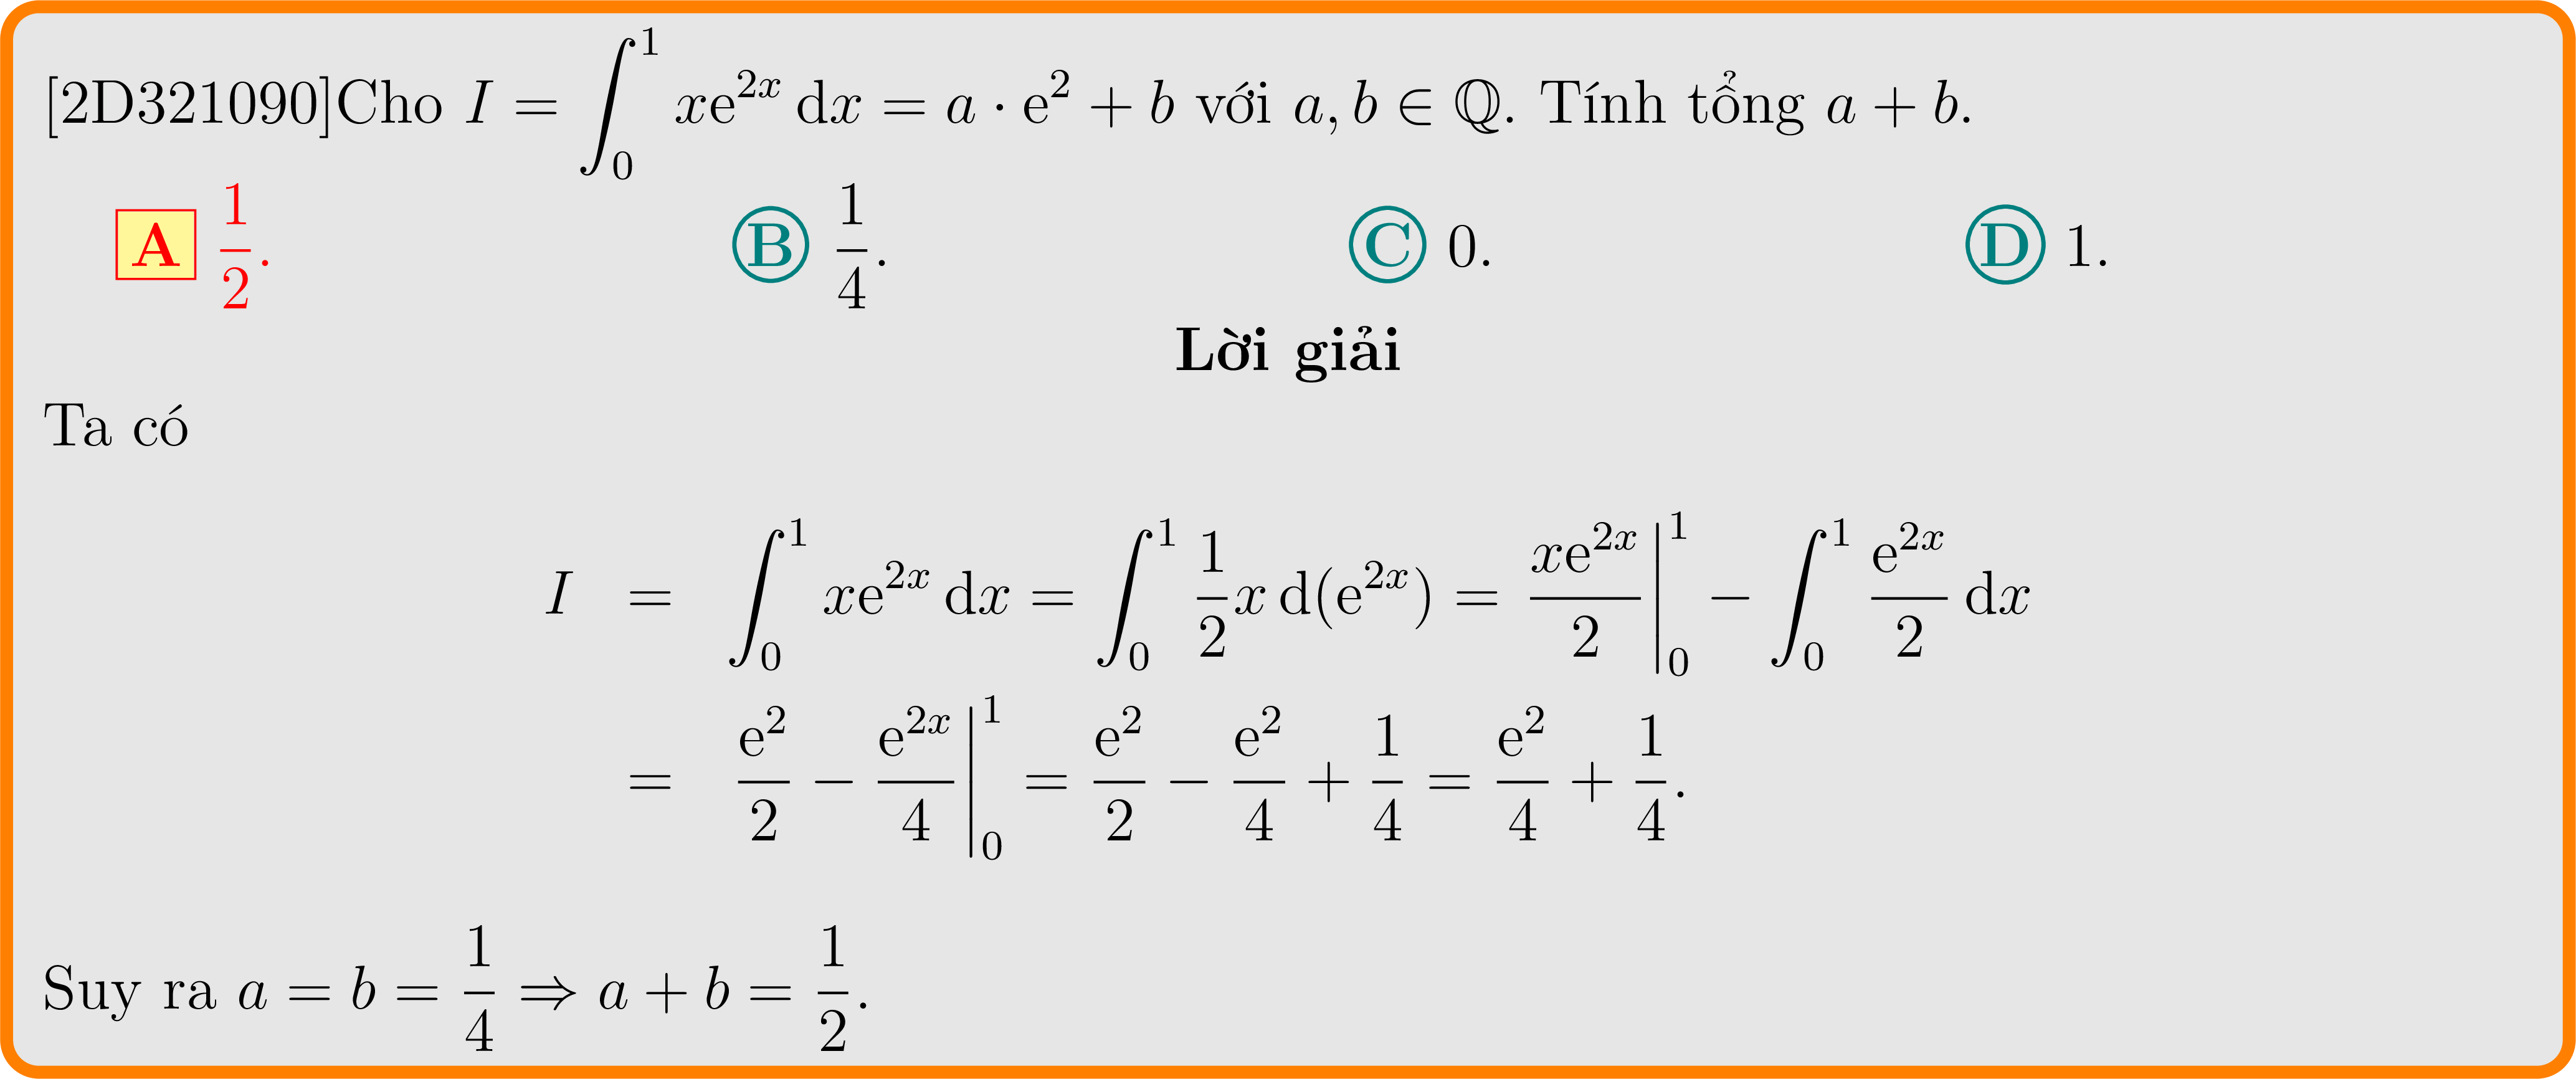 [2D321090]Cho $I = \int_0^1 x\mathrm{e}^{2x}\,\mathrm{d}x = a \cdot \mathrm{e}^2 + b$ với $a, b \in \mathbb{Q}$. Tính tổng $a + b$.
A $\frac{1}{2}$. B $\frac{1}{4}$. C 0. D 1.
Lời giải
Ta có
$I = \int_0^1 x\mathrm{e}^{2x}\,\mathrm{d}x = \int_0^1 \frac{1}{2}x\,\mathrm{d}(\mathrm{e}^{2x}) = \left.\frac{x\mathrm{e}^{2x}}{2}\right|_0^1 - \int_0^1 \frac{\mathrm{e}^{2x}}{2}\,\mathrm{d}x$
$= \frac{\mathrm{e}^2}{2} - \left.\frac{\mathrm{e}^{2x}}{4}\right|_0^1 = \frac{\mathrm{e}^2}{2} - \frac{\mathrm{e}^2}{4} + \frac{1}{4} = \frac{\mathrm{e}^2}{4} + \frac{1}{4}.$
Suy ra $a = b = \frac{1}{4} \Rightarrow a + b = \frac{1}{2}$.